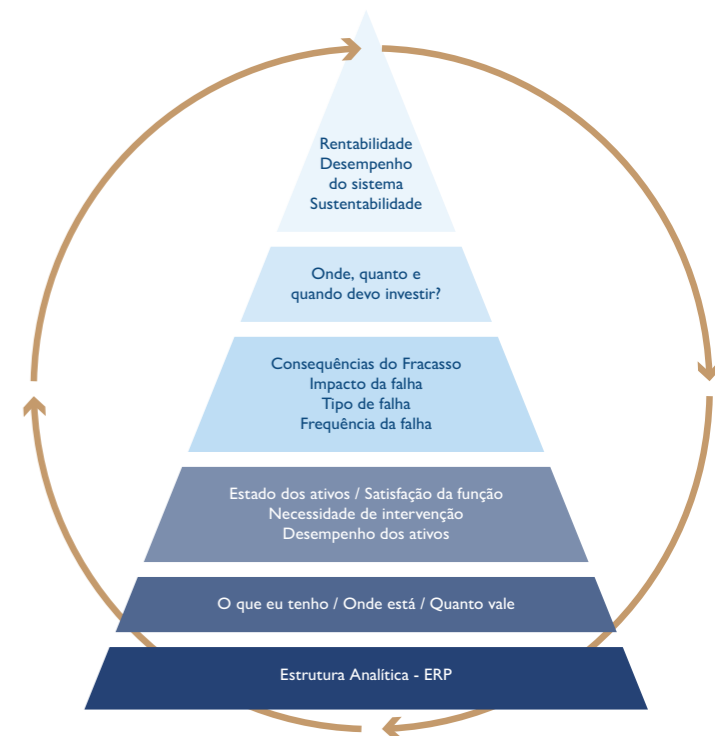 Rentabilidade
Desempenho
do sistema
Sustentabilidade
Onde, quanto e
quando devo investir?
Consequências do Fracasso
Impacto da falha
Tipo de falha
Frequência da falha
Estado dos ativos / Satisfação da função
Necessidade de intervenção
Desempenho dos ativos
O que eu tenho / Onde está / Quanto vale
Estrutura Analítica - ERP